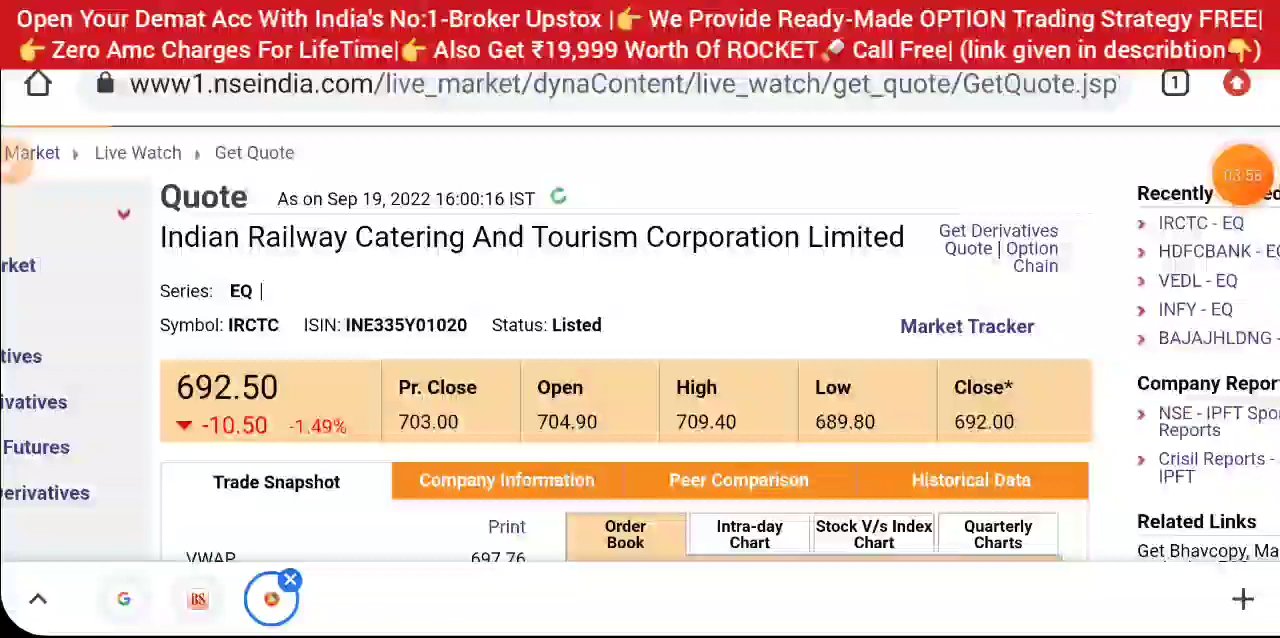 Open Your Demat Acc With India's No:1-Broker Upstox |👉 We Provide Ready-Made OPTION Trading Strategy FREE|
👉 Zero Amc Charges For LifeTime|👉 Also Get ₹19,999 Worth Of ROCKET🚀 Call Free| (link given in describtion👇)
www1.nseindia.com/live_market/dynaContent/live_watch/get_quote/GetQuote.jsp
1
Market Live Watch Get Quote
03:58
Quote As on Sep 19, 2022 16:00:16 IST
Recently
Indian Railway Catering And Tourism Corporation Limited
Get Derivatives
Quote | Option
Chain
IRCTC - EQ
HDFCBANK - EQ
VEDL - EQ
INFY - EQ
BAJAJHLDNG -
Series: EQ |
Symbol: IRCTC ISIN: INE335Y01020 Status: Listed
Market Tracker
rket
tives
ivatives
Futures
erivatives
692.50
-10.50 -1.49%
Pr. Close Open High Low Close*
703.00 704.90 709.40 689.80 692.00
Company Repor
NSE - IPFT Spo
Reports
Crisil Reports -
IPFT
Trade Snapshot Company Information Peer Comparison Historical Data
Related Links
Get Bhavcopy, Ma
Print
Order
Book
Intra-day
Chart
Stock V/s Index
Chart
Quarterly
Charts
VWAP 697.76
G
BS